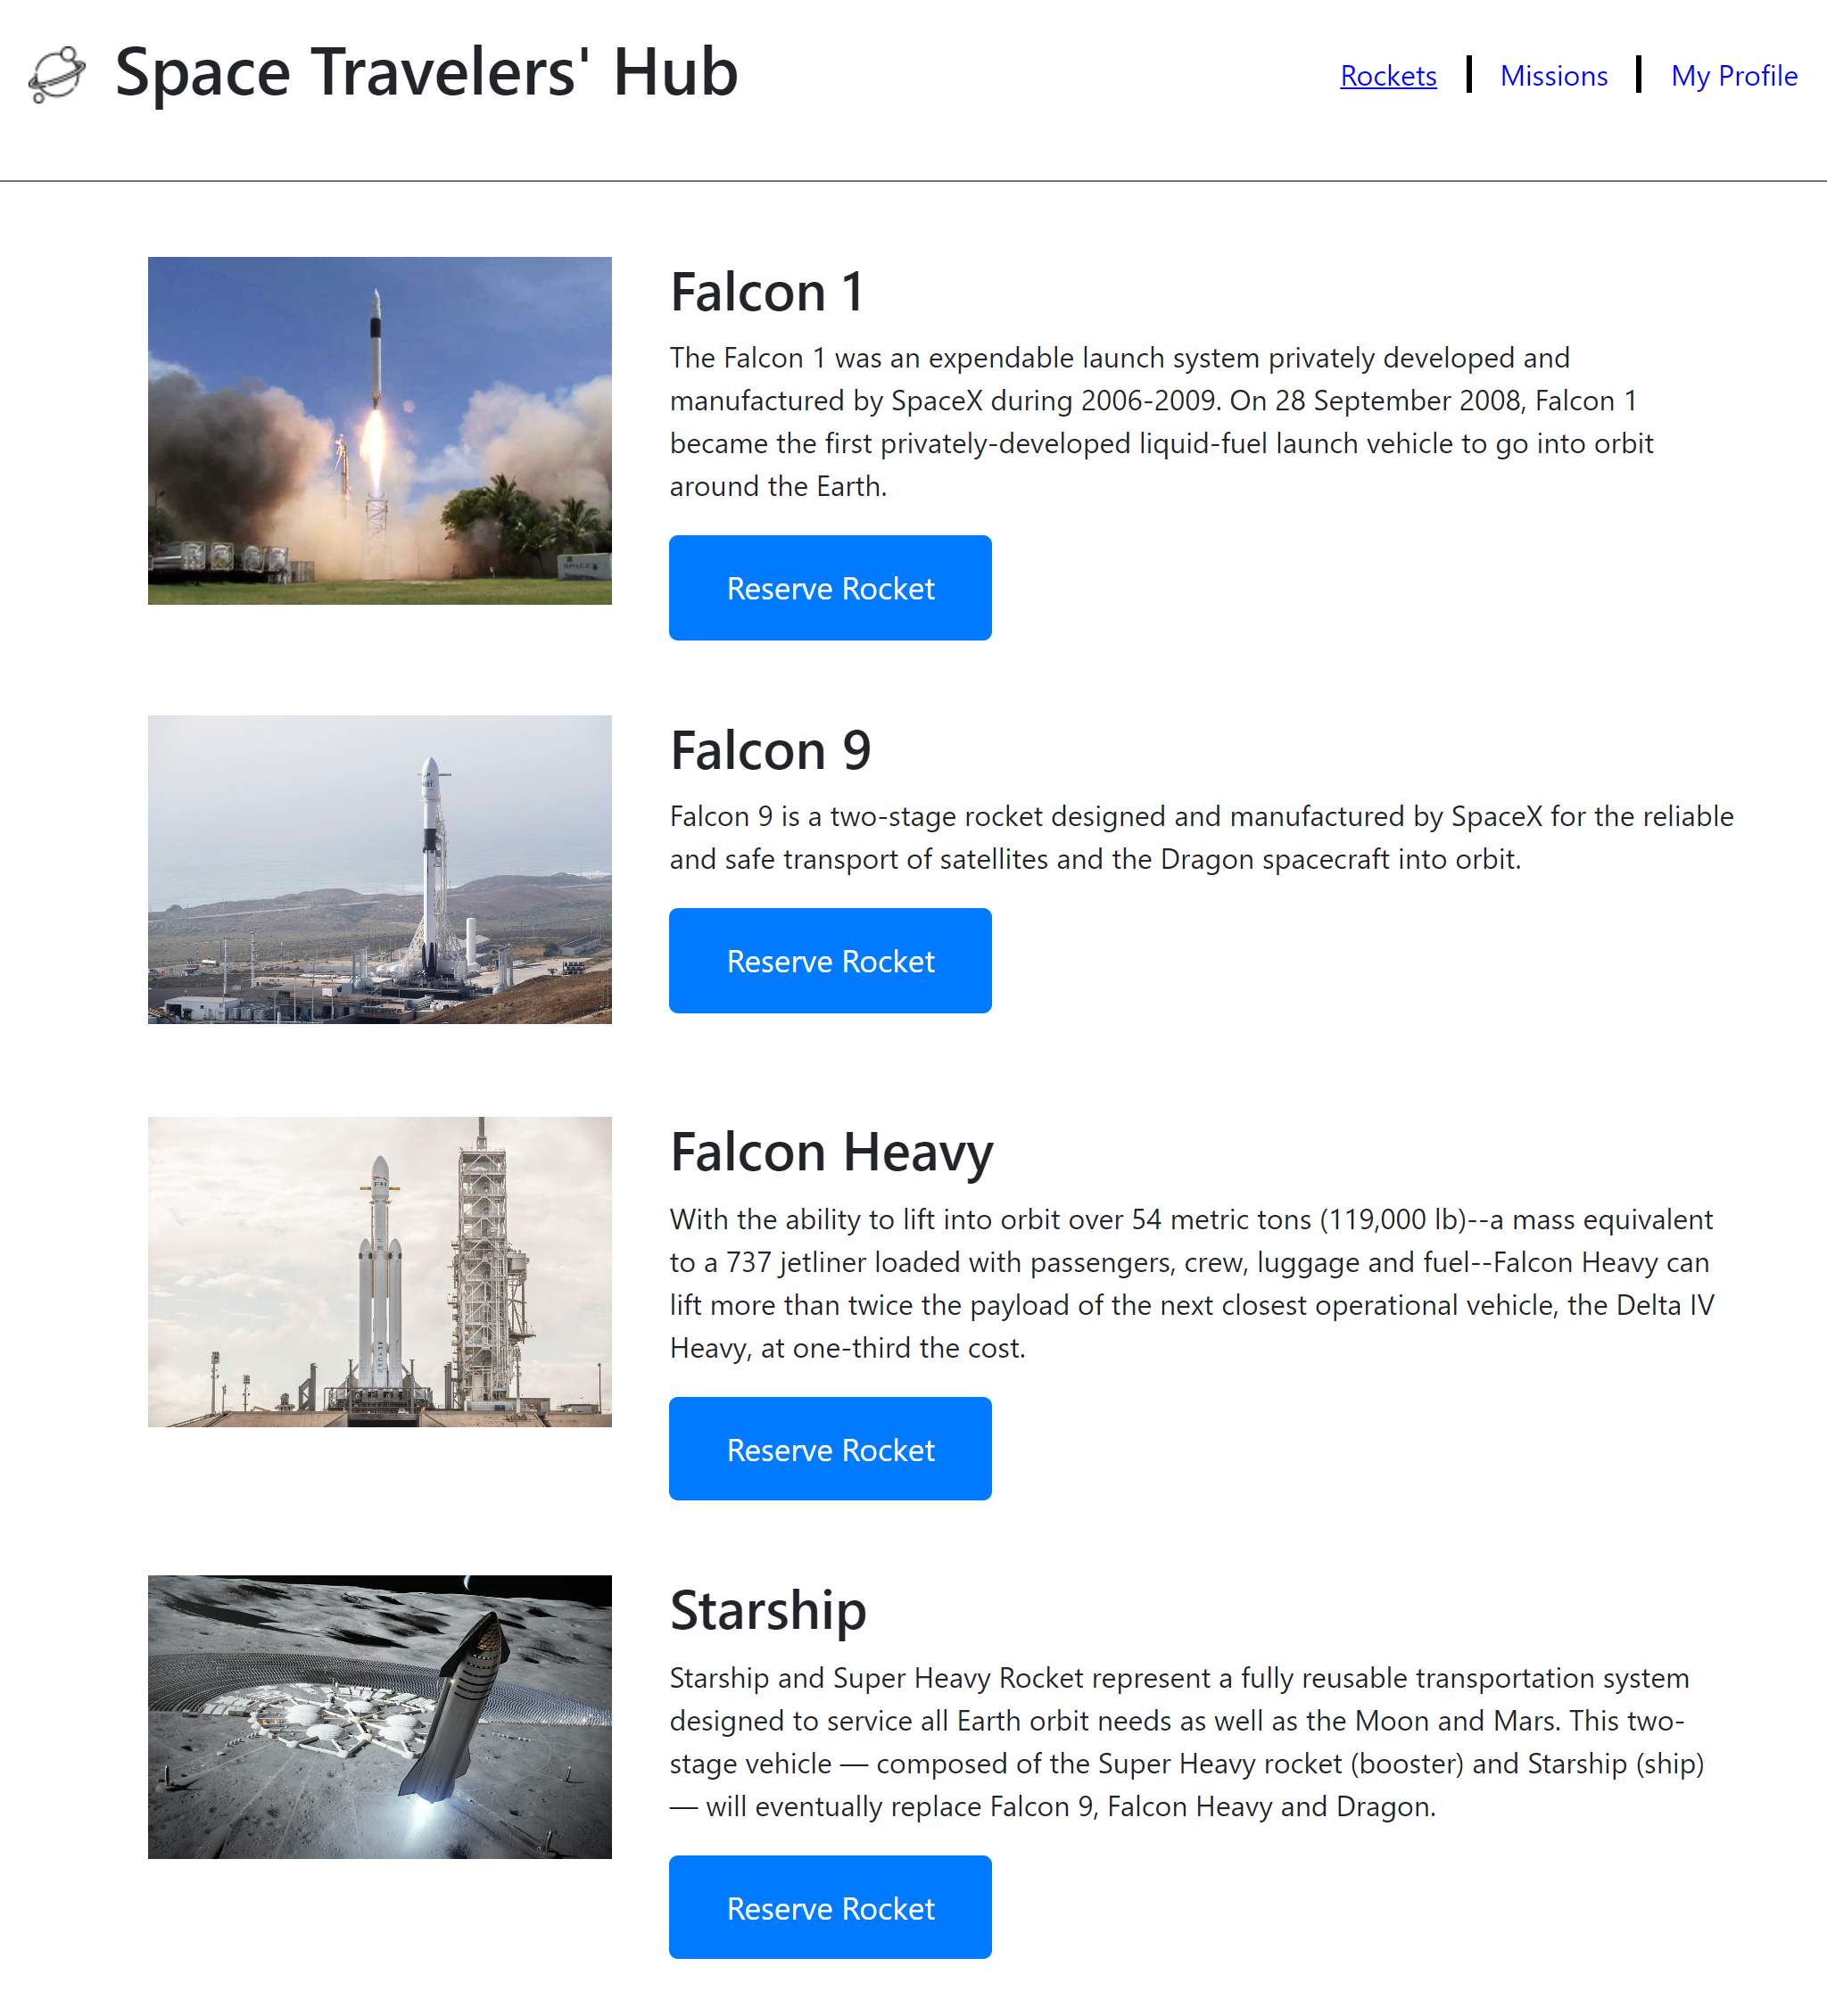 Space Travelers' Hub
Rockets
Missions
My Profile
Falcon 1
The Falcon 1 was an expendable launch system privately developed and
manufactured by SpaceX during 2006-2009. On 28 September 2008, Falcon 1
became the first privately-developed liquid-fuel launch vehicle to go into orbit
around the Earth.
Reserve Rocket
Falcon 9
Falcon 9 is a two-stage rocket designed and manufactured by SpaceX for the reliable
and safe transport of satellites and the Dragon spacecraft into orbit.
Reserve Rocket
FH
Falcon Heavy
With the ability to lift into orbit over 54 metric tons (119,000 lb)--a mass equivalent
to a 737 jetliner loaded with passengers, crew, luggage and fuel--Falcon Heavy can
lift more than twice the payload of the next closest operational vehicle, the Delta IV
Heavy, at one-third the cost.
Reserve Rocket
Starship
Starship and Super Heavy Rocket represent a fully reusable transportation system
designed to service all Earth orbit needs as well as the Moon and Mars. This two-
stage vehicle — composed of the Super Heavy rocket (booster) and Starship (ship)
— will eventually replace Falcon 9, Falcon Heavy and Dragon.
Reserve Rocket